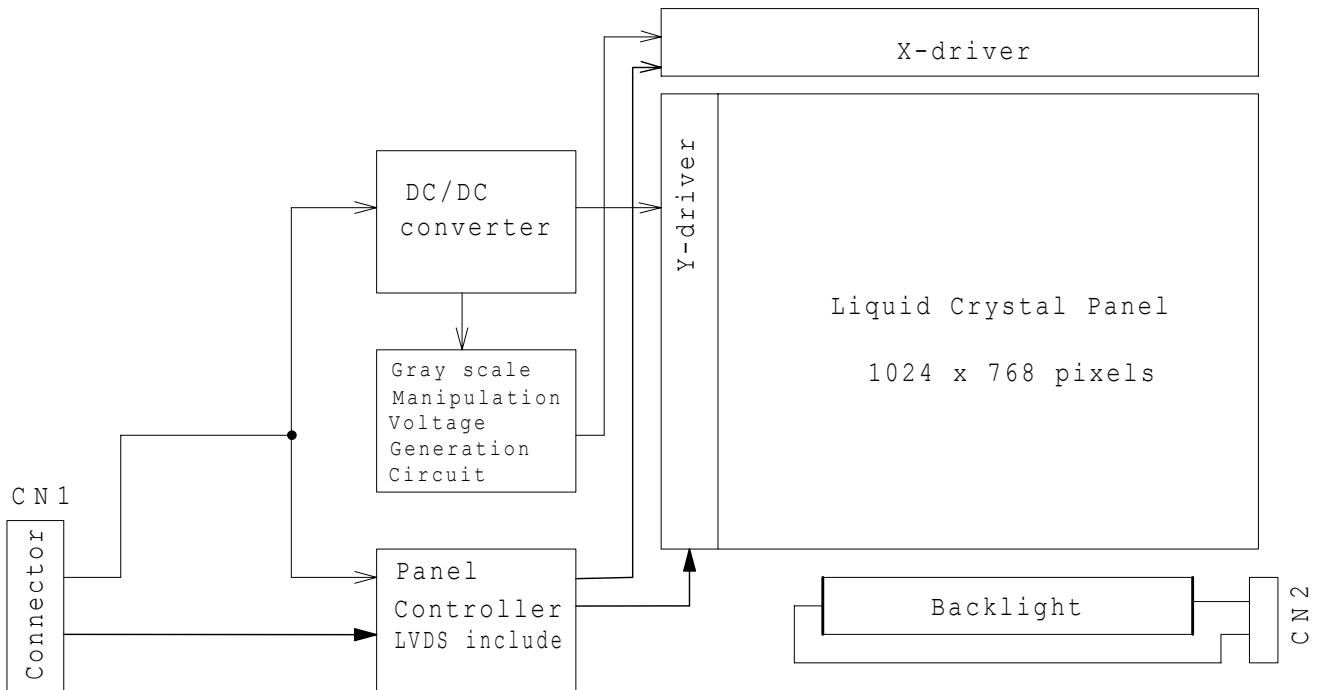 X-driver
Y-driver
DC/DC
converter
Liquid Crystal Panel
1024 x 768 pixels
Gray scale
Manipulation
Voltage
Generation
Circuit
CN1
Connector
Panel
Controller
LVDS include
Backlight
CN2